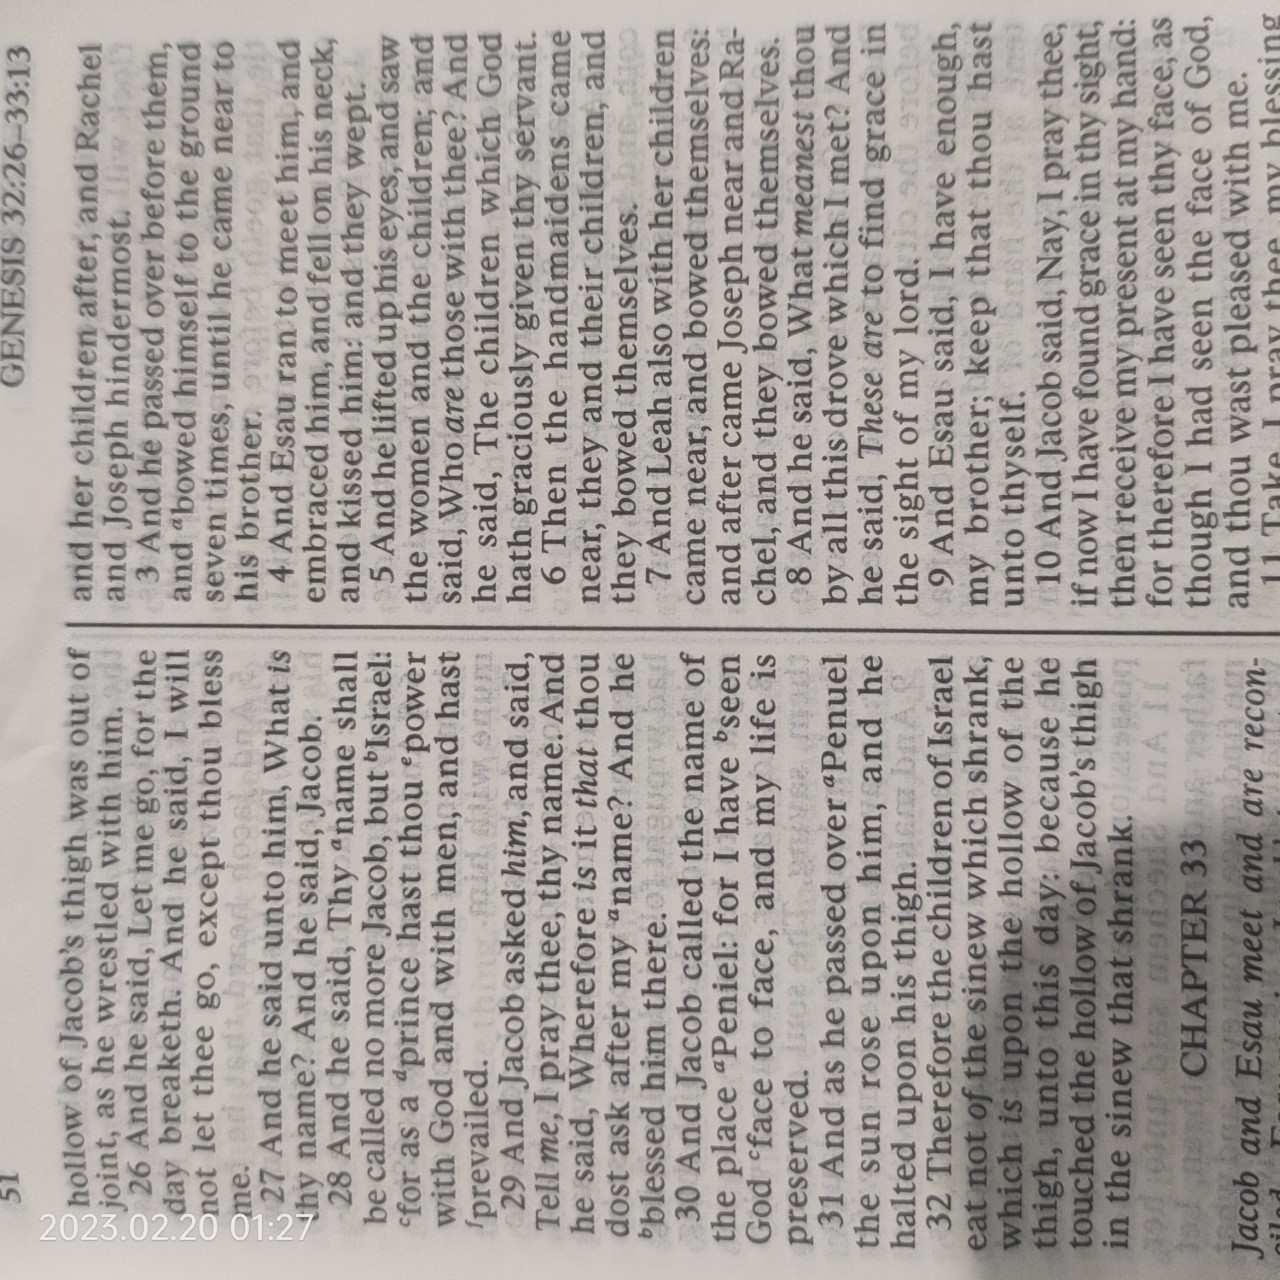 51
GENESIS 32:26–33:13
hollow of Jacob's thigh was out of
joint, as he wrestled with him.
26 And he said, Let me go, for the
day breaketh. And he said, I will
not let thee go, except thou bless
me.
27 And he said unto him, What is
thy name? And he said, Jacob.
28 And he said, Thy ᵃname shall
be called no more Jacob, but ᵇIsrael:
ᶜfor as a ᵈprince hast thou ᵉpower
with God and with men, and hast
ᶠprevailed.
29 And Jacob asked him, and said,
Tell me, I pray thee, thy name. And
he said, Wherefore is it that thou
dost ask after my ᵃname? And he
ᵇblessed him there.
30 And Jacob called the name of
the place ᵃPeniel: for I have ᵇseen
God ᶜface to face, and my life is
preserved.
31 And as he passed over ᵃPenuel
the sun rose upon him, and he
halted upon his thigh.
32 Therefore the children of Israel
eat not of the sinew which shrank,
which is upon the hollow of the
thigh, unto this day: because he
touched the hollow of Jacob's thigh
in the sinew that shrank.
CHAPTER 33
Jacob and Esau meet and are recon-
and her children after, and Rachel
and Joseph hindermost.
3 And he passed over before them,
and ᵃbowed himself to the ground
seven times, until he came near to
his brother.
4 And Esau ran to meet him, and
embraced him, and fell on his neck,
and kissed him: and they wept.
5 And he lifted up his eyes, and saw
the women and the children; and
said, Who are those with thee? And
he said, The children which God
hath graciously given thy servant.
6 Then the handmaidens came
near, they and their children, and
they bowed themselves.
7 And Leah also with her children
came near, and bowed themselves:
and after came Joseph near and Ra-
chel, and they bowed themselves.
8 And he said, What meanest thou
by all this drove which I met? And
he said, These are to find grace in
the sight of my lord.
9 And Esau said, I have enough,
my brother; keep that thou hast
unto thyself.
10 And Jacob said, Nay, I pray thee,
if now I have found grace in thy sight,
then receive my present at my hand:
for therefore I have seen thy face, as
though I had seen the face of God,
and thou wast pleased with me.
11 Take, I pray thee, my blessing
2023.02.20 01:27